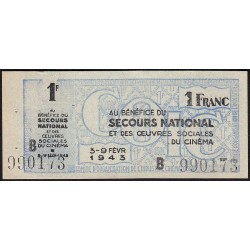 1F
AU BÉNÉFICE DU
SECOURS
NATIONAL
ET DES
ŒUVRES
SOCIALES
DU CINÉMA
B
990173
1 FRANC
AU BÉNÉFICE DU
SECOURS NATIONAL
ET DES ŒUVRES SOCIALES
DU CINÉMA
3-9 FÉVR
1943
B 990173